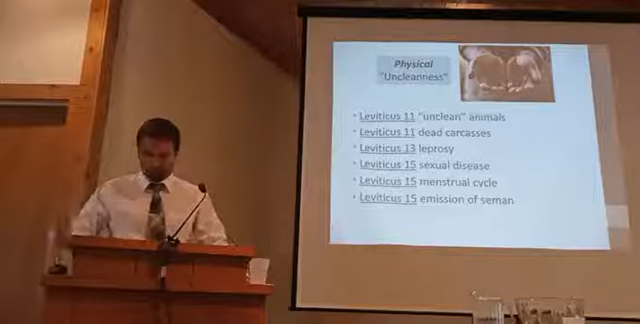 Physical
"Uncleanness"
• Leviticus 11 "unclean" animals
• Leviticus 11 dead carcasses
• Leviticus 13 leprosy
• Leviticus 15 sexual disease
• Leviticus 15 menstrual cycle
• Leviticus 15 emission of seman